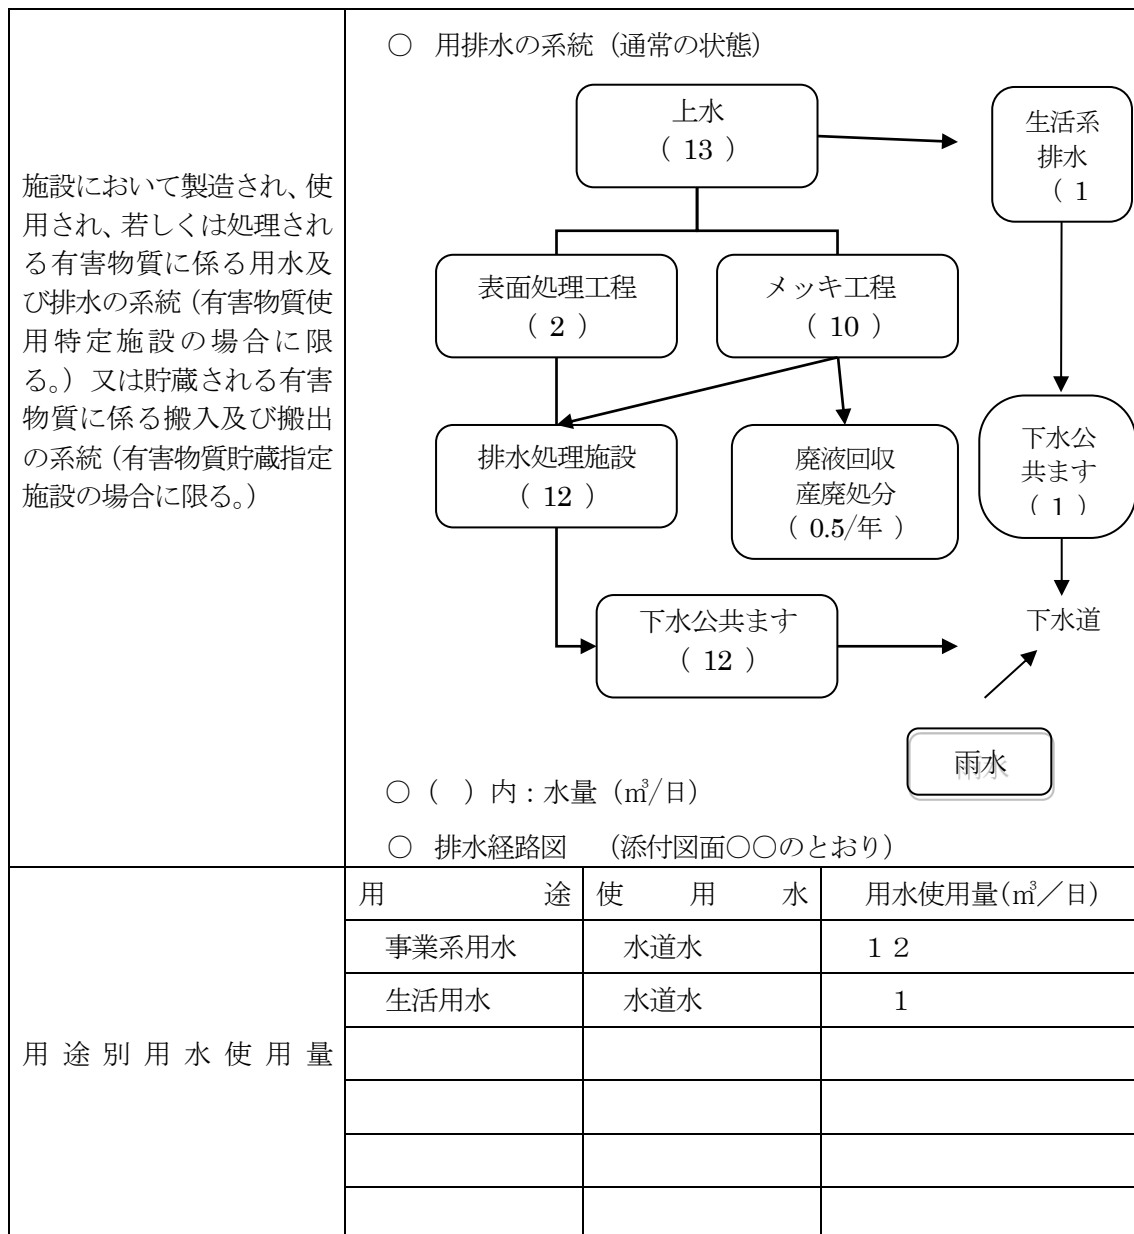 施設において製造され、使
用され、若しくは処理され
る有害物質に係る用水及
び排水の系統（有害物質使
用特定施設の場合に限
る。）又は貯蔵される有害
物質に係る搬入及び搬出
の系統（有害物質貯蔵指定
施設の場合に限る。）
○ 用排水の系統（通常の状態）
上水
（ 13 ）
生活系
排水
（ 1
表面処理工程
（ 2 ）
メッキ工程
（ 10 ）
排水処理施設
（ 12 ）
廃液回収
産廃処分
（ 0.5/年 ）
下水公
共ます
（ 1 ）
下水公共ます
（ 12 ）
下水道
雨水
○（ ）内：水量（㎥/日）
○ 排水経路図 （添付図面○○のとおり）
用途別用水使用量
用途 使用水 用水使用量(㎥／日)
事業系用水 水道水 １２
生活用水 水道水 1